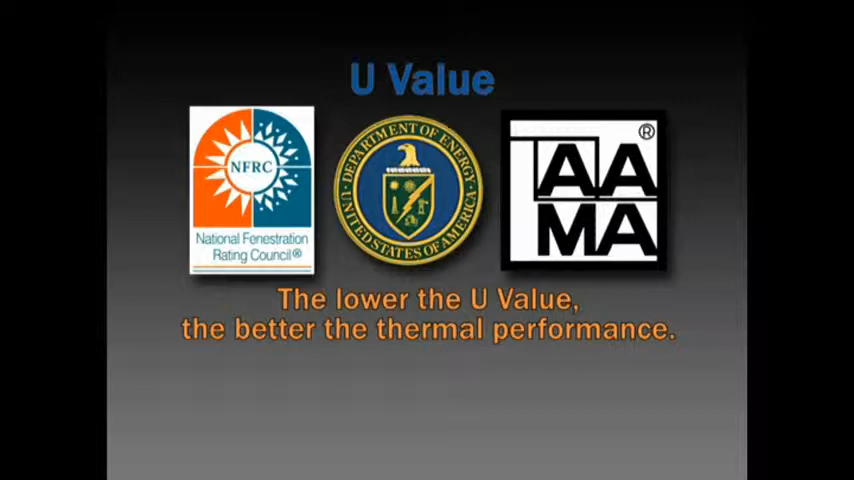 U Value
NFRC
National Fenestration
Rating Council®
DEPARTMENT OF ENERGY
UNITED STATES OF AMERICA
®
AA
MA
The lower the U Value,
the better the thermal performance.